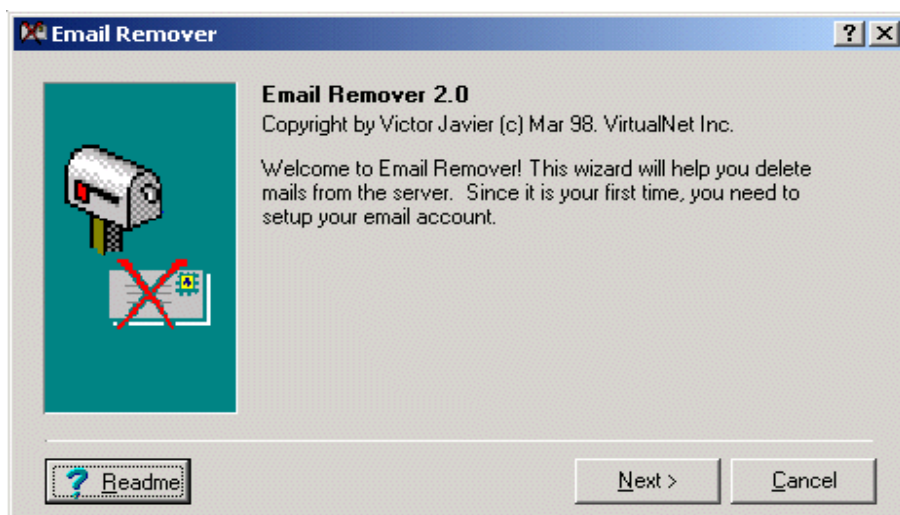 Email Remover
Email Remover 2.0
Copyright by Victor Javier (c) Mar 98. VirtualNet Inc.
Welcome to Email Remover! This wizard will help you delete
mails from the server.  Since it is your first time, you need to
setup your email account.
Readme
Next >
Cancel